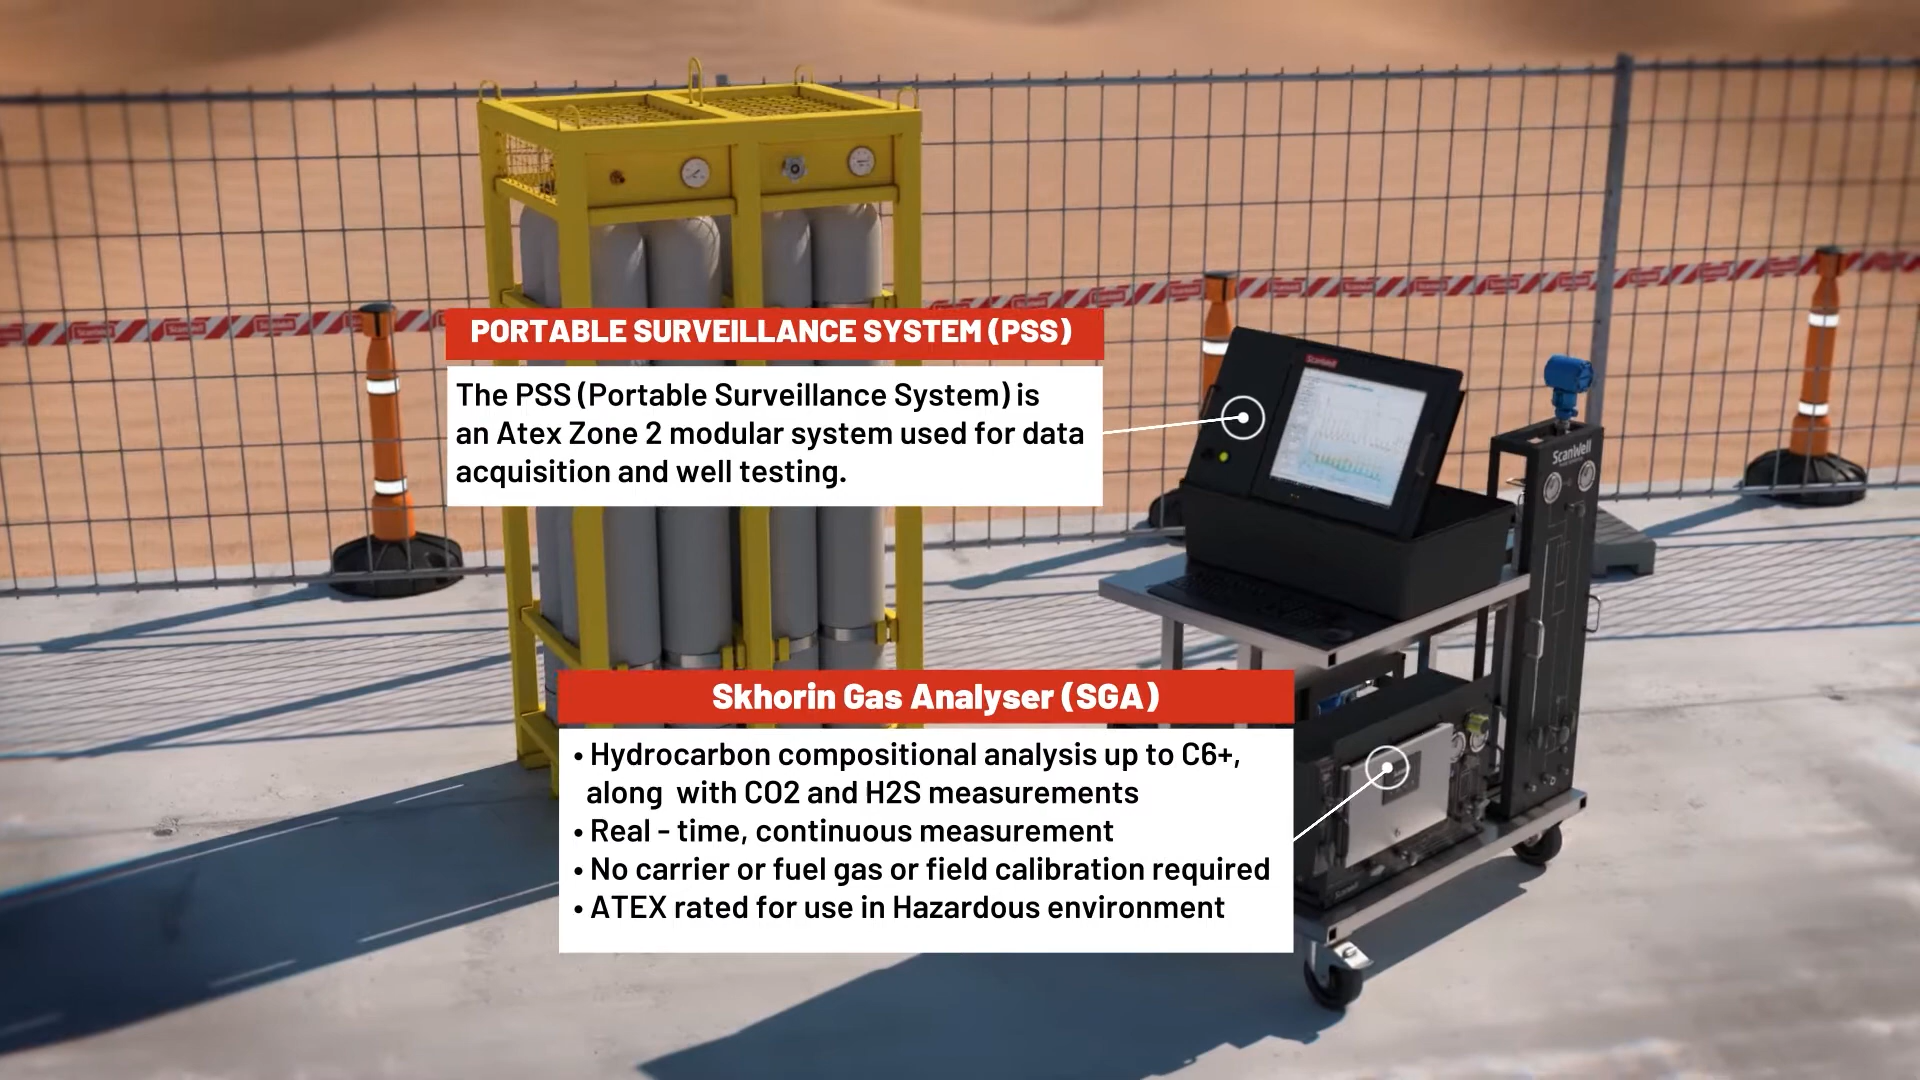 PORTABLE SURVEILLANCE SYSTEM (PSS)
The PSS (Portable Surveillance System) is
an Atex Zone 2 modular system used for data
acquisition and well testing.
ScanWell
ScanWell
Skhorin Gas Analyser (SGA)
• Hydrocarbon compositional analysis up to C6+,
along with CO2 and H2S measurements
• Real - time, continuous measurement
• No carrier or fuel gas or field calibration required
• ATEX rated for use in Hazardous environment
ScanWell